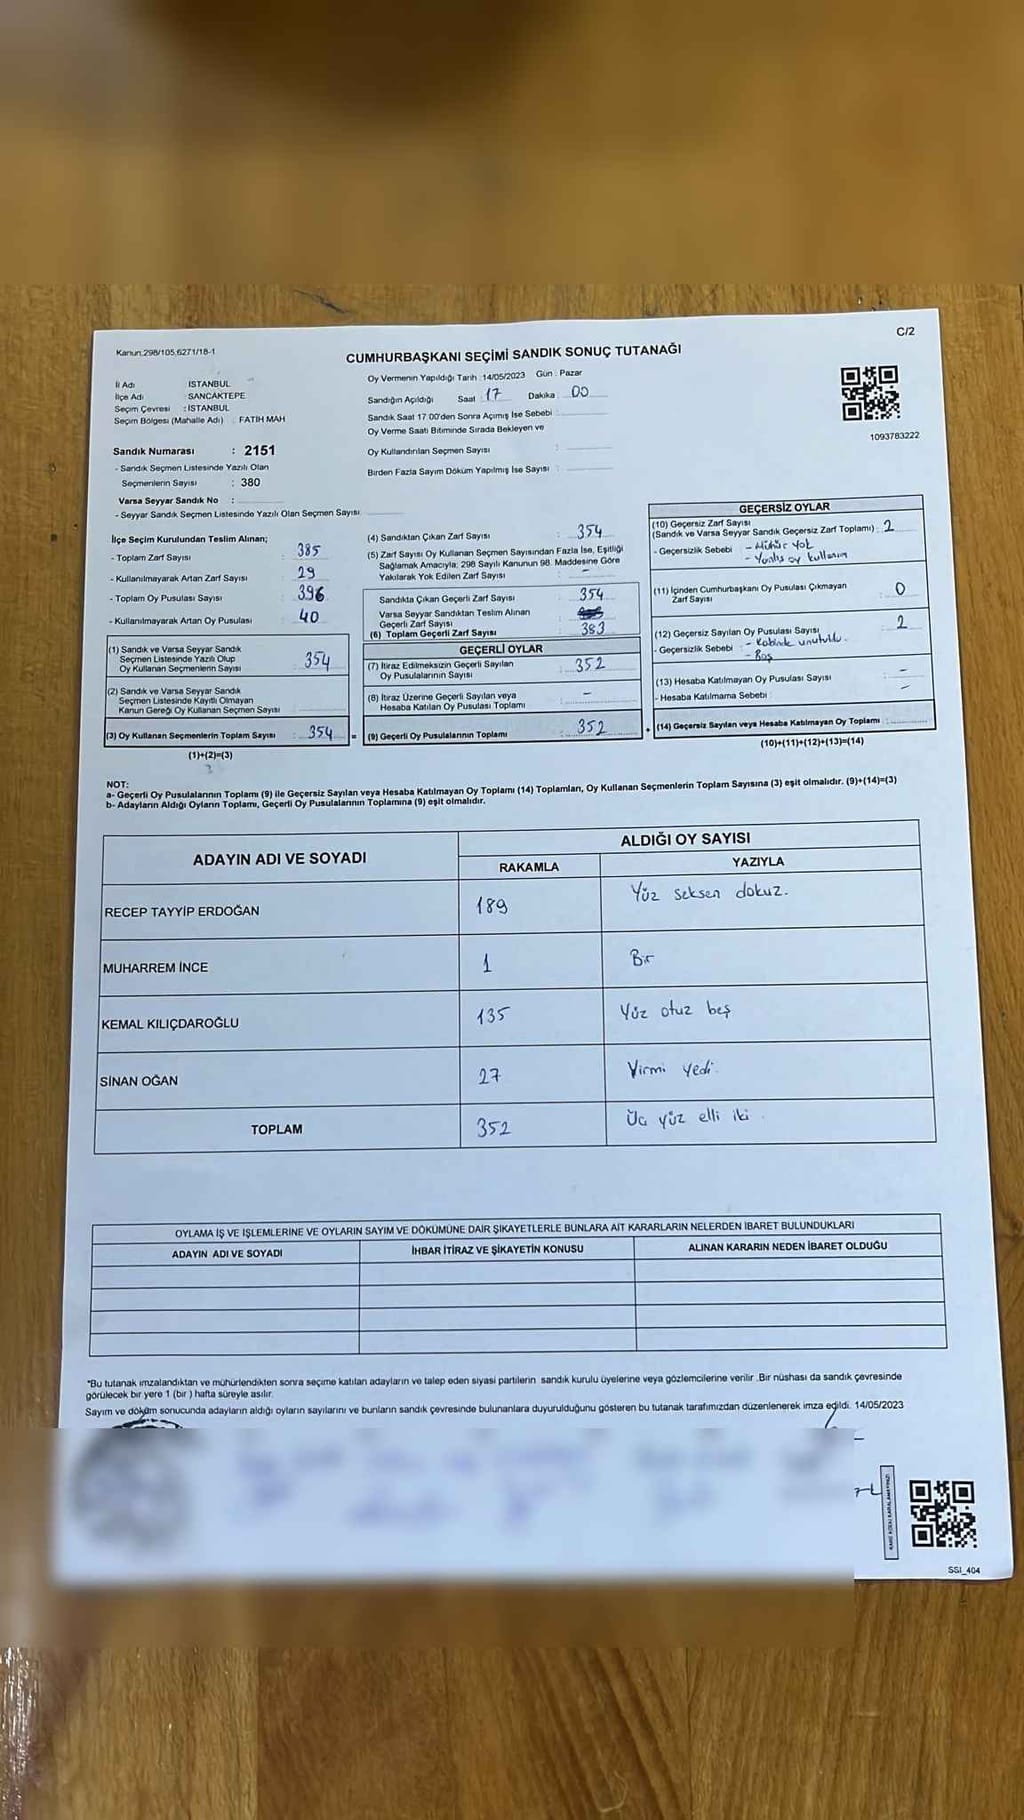 C/2
Kanun:298/105,6271/18-1
CUMHURBAŞKANI SEÇİMİ SANDIK SONUÇ TUTANAĞI
İl Adı : İSTANBUL
İlçe Adı : SANCAKTEPE
Seçim Çevresi : İSTANBUL
Seçim Bölgesi (Mahalle Adı) : FATİH MAH
Sandık Numarası : 2151
- Sandık Seçmen Listesinde Yazılı Olan
Seçmenlerin Sayısı : 380
Varsa Seyyar Sandık No :
- Seyyar Sandık Seçmen Listesinde Yazılı Olan Seçmen Sayısı
Oy Vermenin Yapıldığı Tarih :14/05/2023 Gün : Pazar
Sandığın Açıldığı Saat : 17 Dakika : 00
Sandık Saat 17.00'den Sonra Açımış İse Sebebi :
Oy Verme Saati Bitiminde Sırada Bekleyen ve
Oy Kullandırılan Seçmen Sayısı :
Birden Fazla Sayım Döküm Yapılmış İse Sayısı :
1093783222
İlçe Seçim Kurulundan Teslim Alınan;
- Toplam Zarf Sayısı : 385
- Kullanılmayarak Artan Zarf Sayısı : 29
- Toplam Oy Pusulası Sayısı : 396
- Kullanılmayarak Artan Oy Pusulası : 40
(1) Sandık ve Varsa Seyyar Sandık
Seçmen Listesinde Yazılı Olup
Oy Kullanan Seçmenlerin Sayısı : 354
(2) Sandık ve Varsa Seyyar Sandık
Seçmen Listesinde Kayıtlı Olmayan
Kanun Gereği Oy Kullanan Seçmen Sayısı
(3) Oy Kullanan Seçmenlerin Toplam Sayısı : 354 =
(1)+(2)=(3)
(4) Sandıktan Çıkan Zarf Sayısı : 354
(5) Zarf Sayısı Oy Kullanan Seçmen Sayısından Fazla İse, Eşitliği
Sağlamak Amacıyla; 298 Sayılı Kanunun 98. Maddesine Göre
Yakılarak Yok Edilen Zarf Sayısı : -
Sandıkta Çıkan Geçerli Zarf Sayısı : 354
Varsa Seyyar Sandıktan Teslim Alınan
Geçerli Zarf Sayısı
(6) Toplam Geçerli Zarf Sayısı : 383
GEÇERLİ OYLAR
(7) İtiraz Edilmeksizin Geçerli Sayılan
Oy Pusulalarının Sayısı : 352
(8) İtiraz Üzerine Geçerli Sayılan veya
Hesaba Katılan Oy Pusulası Toplamı : -
(9) Geçerli Oy Pusulalarının Toplamı : 352 +
GEÇERSİZ OYLAR
(10) Geçersiz Zarf Sayısı
(Sandık ve Varsa Seyyar Sandık Geçersiz Zarf Toplamı) : 2
- Geçersizlik Sebebi - Mühür yok
- Yanlış oy kullanım
(11) İçinden Cumhurbaşkanı Oy Pusulası Çıkmayan
Zarf Sayısı : 0
(12) Geçersiz Sayılan Oy Pusulası Sayısı : 2
- Geçersizlik Sebebi : - Kabinde unutuldu.
- Boş
(13) Hesaba Katılmayan Oy Pusulası Sayısı : -
- Hesaba Katılmama Sebebi : -
(14) Geçersiz Sayılan veya Hesaba Katılmayan Oy Toplamı :
(10)+(11)+(12)+(13)=(14)
NOT:
a- Geçerli Oy Pusulalarının Toplamı (9) ile Geçersiz Sayılan veya Hesaba Katılmayan Oy Toplamı (14) Toplamları, Oy Kullanan Seçmenlerin Toplam Sayısına (3) eşit olmalıdır. (9)+(14)=(3)
b- Adayların Aldığı Oyların Toplamı, Geçerli Oy Pusulalarının Toplamına (9) eşit olmalıdır.
ADAYIN ADI VE SOYADI ALDIĞI OY SAYISI
RAKAMLA YAZIYLA
RECEP TAYYİP ERDOĞAN 189 Yüz seksen dokuz.
MUHARREM İNCE 1 Bir
KEMAL KILIÇDAROĞLU 135 Yüz otuz beş
SİNAN OĞAN 27 Yirmi yedi.
TOPLAM 352 Üç yüz elli iki.
OYLAMA İŞ VE İŞLEMLERİNE VE OYLARIN SAYIM VE DÖKÜMÜNE DAİR ŞİKAYETLERLE BUNLARA AİT KARARLARIN NELERDEN İBARET BULUNDUKLARI
ADAYIN ADI VE SOYADI İHBAR İTİRAZ VE ŞİKAYETİN KONUSU ALINAN KARARIN NEDEN İBARET OLDUĞU
"Bu tutanak imzalandıktan ve mühürlendikten sonra seçime katılan adayların ve talep eden siyasi partilerin sandık kurulu üyelerine veya gözlemcilerine verilir .Bir nüshası da sandık çevresinde
görülecek bir yere 1 (bir ) hafta süreyle asılır.
Sayım ve döküm sonucunda adayların aldığı oyların sayılarını ve bunların sandık çevresinde bulunanlara duyurulduğunu gösteren bu tutanak tarafımızdan düzenlenerek imza edildi. 14/05/2023
SSI_404